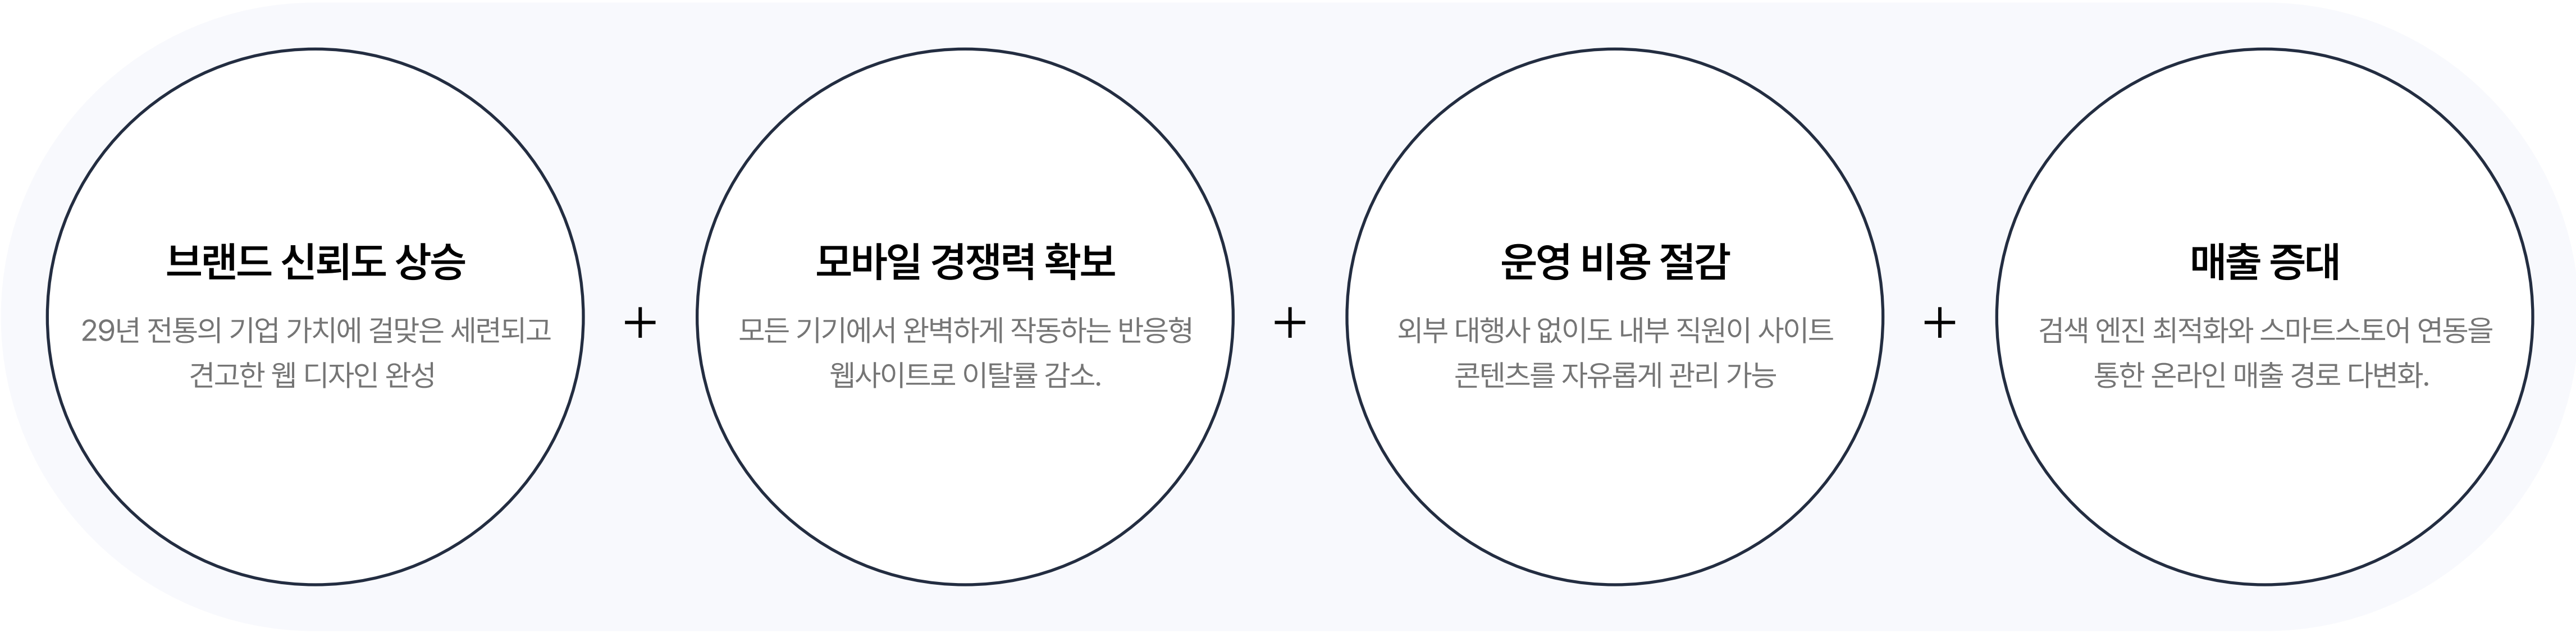 브랜드 신뢰도 상승
29년 전통의 기업 가치에 걸맞은 세련되고
견고한 웹 디자인 완성
+
모바일 경쟁력 확보
모든 기기에서 완벽하게 작동하는 반응형
웹사이트로 이탈률 감소.
+
운영 비용 절감
외부 대행사 없이도 내부 직원이 사이트
콘텐츠를 자유롭게 관리 가능
+
매출 증대
검색 엔진 최적화와 스마트스토어 연동을
통한 온라인 매출 경로 다변화.